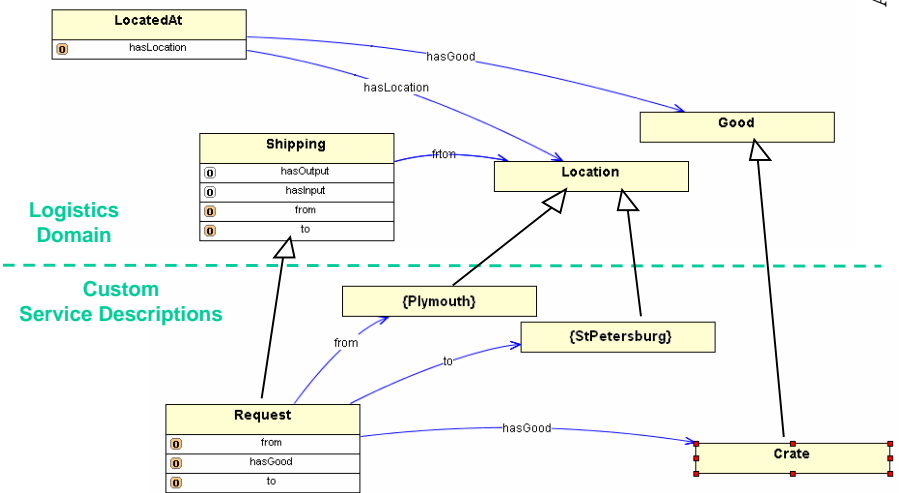 LocatedAt
O hasLocation
hasGood
hasLocation
Good
Shipping
O hasOutput
O hasInput
O from
O to
frtom
Location
Logistics
Domain
Custom
Service Descriptions
{Plymouth}
{StPetersburg}
from
to
Request
O from
O hasGood
O to
hasGood
Crate